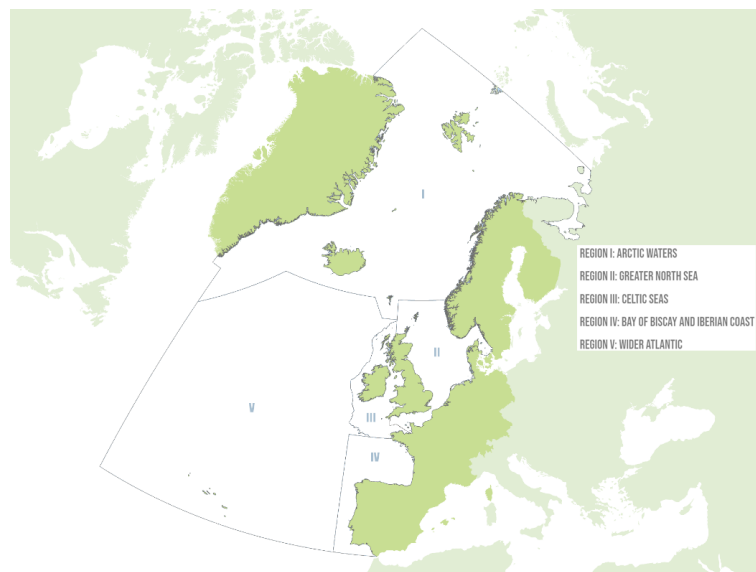 I
REGION I: ARCTIC WATERS
REGION II: GREATER NORTH SEA
REGION III: CELTIC SEAS
REGION IV: BAY OF BISCAY AND IBERIAN COAST
REGION V: WIDER ATLANTIC
II
V
III
IV